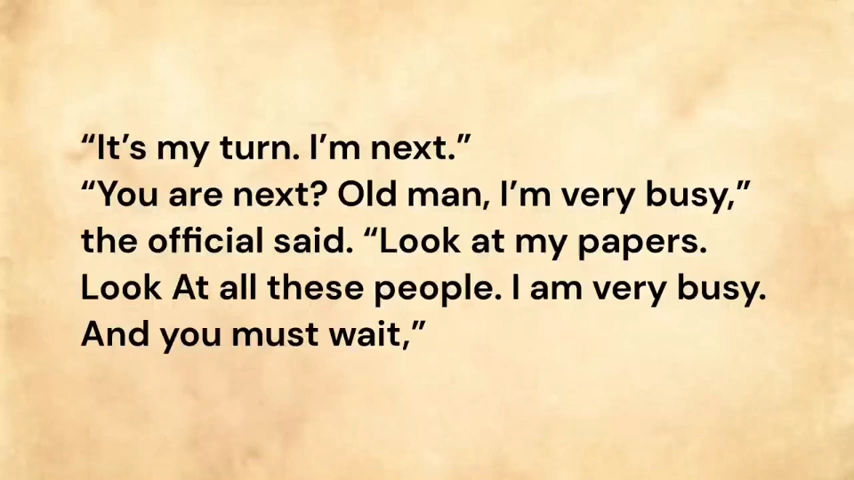 “It’s my turn. I’m next.”
“You are next? Old man, I’m very busy,”
the official said. “Look at my papers.
Look At all these people. I am very busy.
And you must wait,”